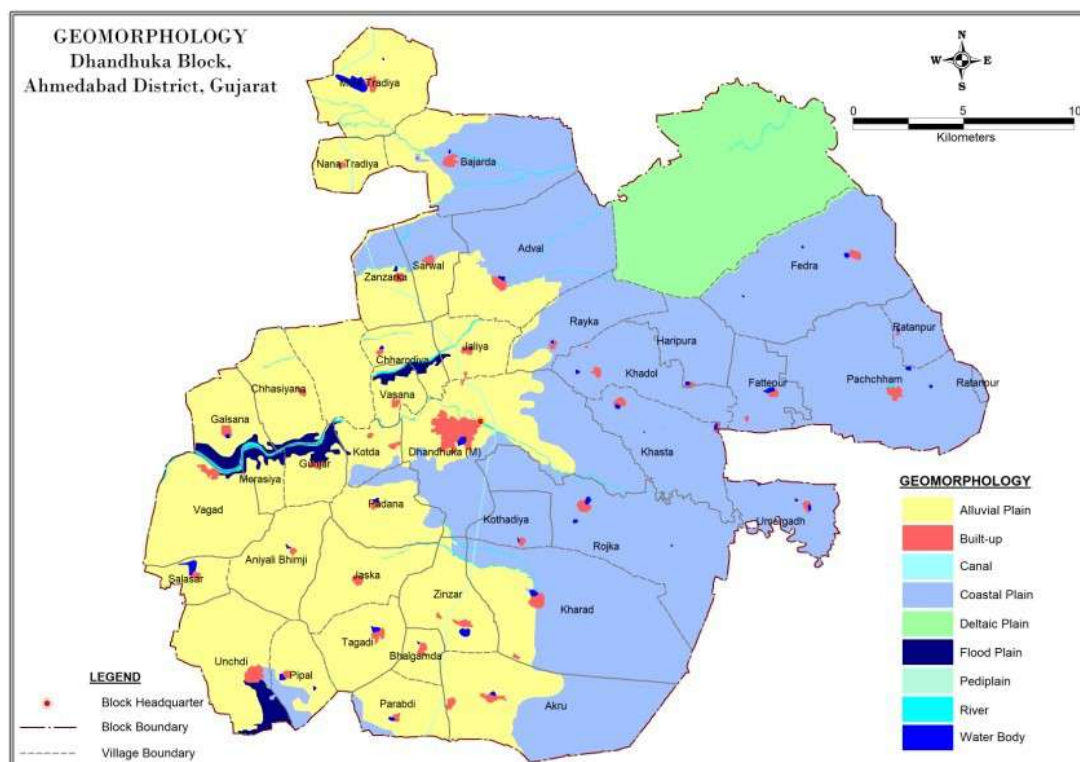 GEOMORPHOLOGY
Dhandhuka Block,
Ahmedabad District, Gujarat
N
W E
S
0 5 10
Kilometers
Tradiya
Nana Tradiya
Bajarda
Adval
Sarwal
Zanzarka
Fedra
Rayka
Haripura
Ratanpur
Jaliya
Khadol
Fattepur
Pachchham
Ratanpur
Chhasiyana
Vasana
Galsana
Kotda
Dhandhuka (M)
Khasta
Gunjar
Morasiya
Vagad
Padana
Kothadiya
Umergadh
Rojka
Aniyali Bhimji
Salasar
Jaska
Zinzar
Kharad
Tagadi
Bhalgamda
Unchdi
Pipal
Parabdi
Akru
LEGEND
Block Headquarter
Block Boundary
Village Boundary
GEOMORPHOLOGY
Alluvial Plain
Built-up
Canal
Coastal Plain
Deltaic Plain
Flood Plain
Pediplain
River
Water Body